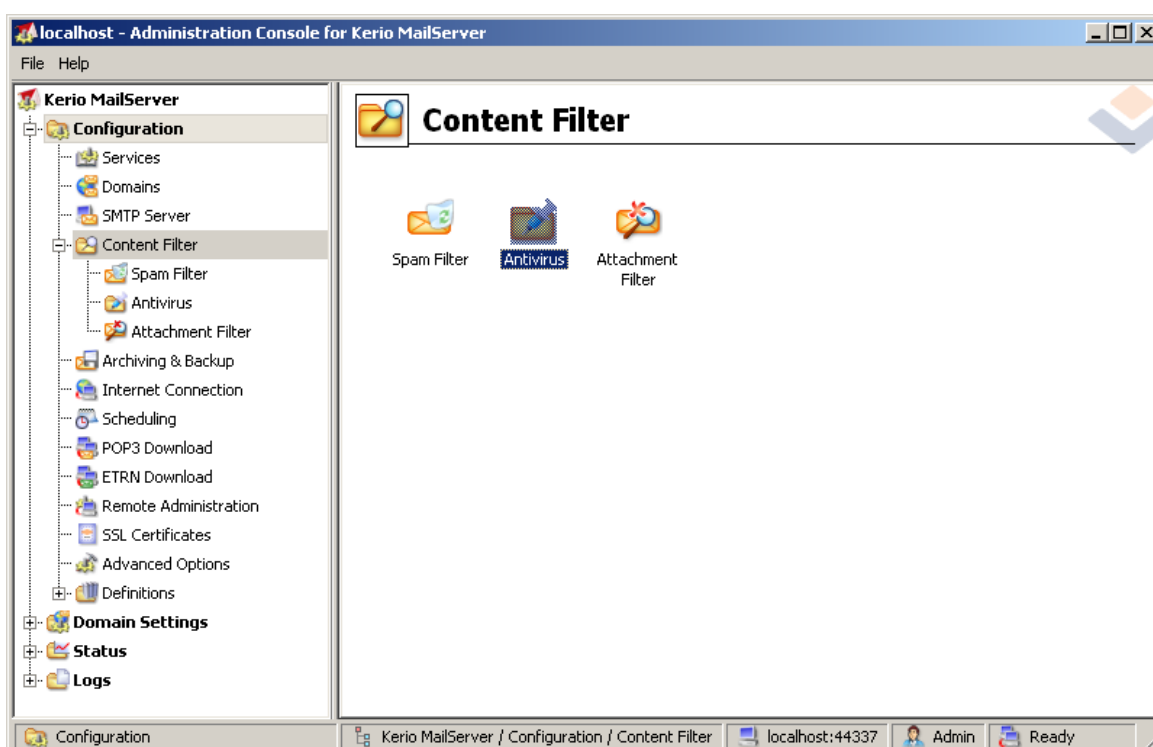 localhost - Administration Console for Kerio MailServer
File Help
Kerio MailServer
Configuration
Services
Domains
SMTP Server
Content Filter
Spam Filter
Antivirus
Attachment Filter
Archiving & Backup
Internet Connection
Scheduling
POP3 Download
ETRN Download
Remote Administration
SSL Certificates
Advanced Options
Definitions
Domain Settings
Status
Logs
Content Filter
Spam Filter
Antivirus
Attachment
Filter
Configuration
Kerio MailServer / Configuration / Content Filter
localhost:44337
Admin
Ready